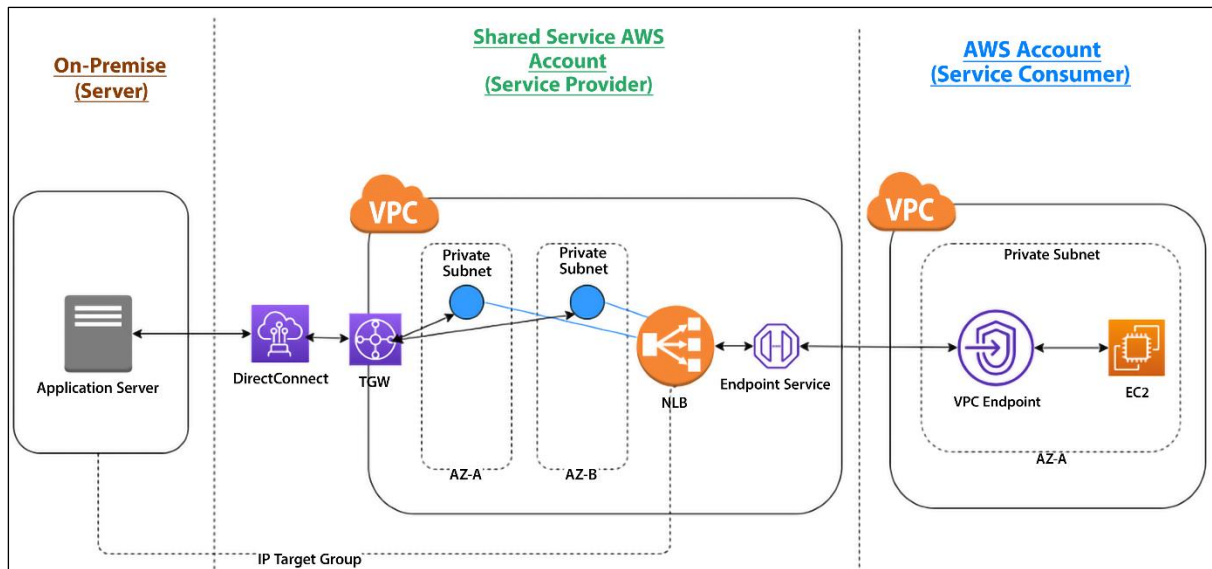 On-Premise
(Server)
Shared Service AWS
Account
(Service Provider)
AWS Account
(Service Consumer)
VPC
VPC
Private
Subnet
Private
Subnet
Private Subnet
Application Server
DirectConnect
TGW
NLB
Endpoint Service
VPC Endpoint
EC2
AZ-A
AZ-B
AZ-A
IP Target Group